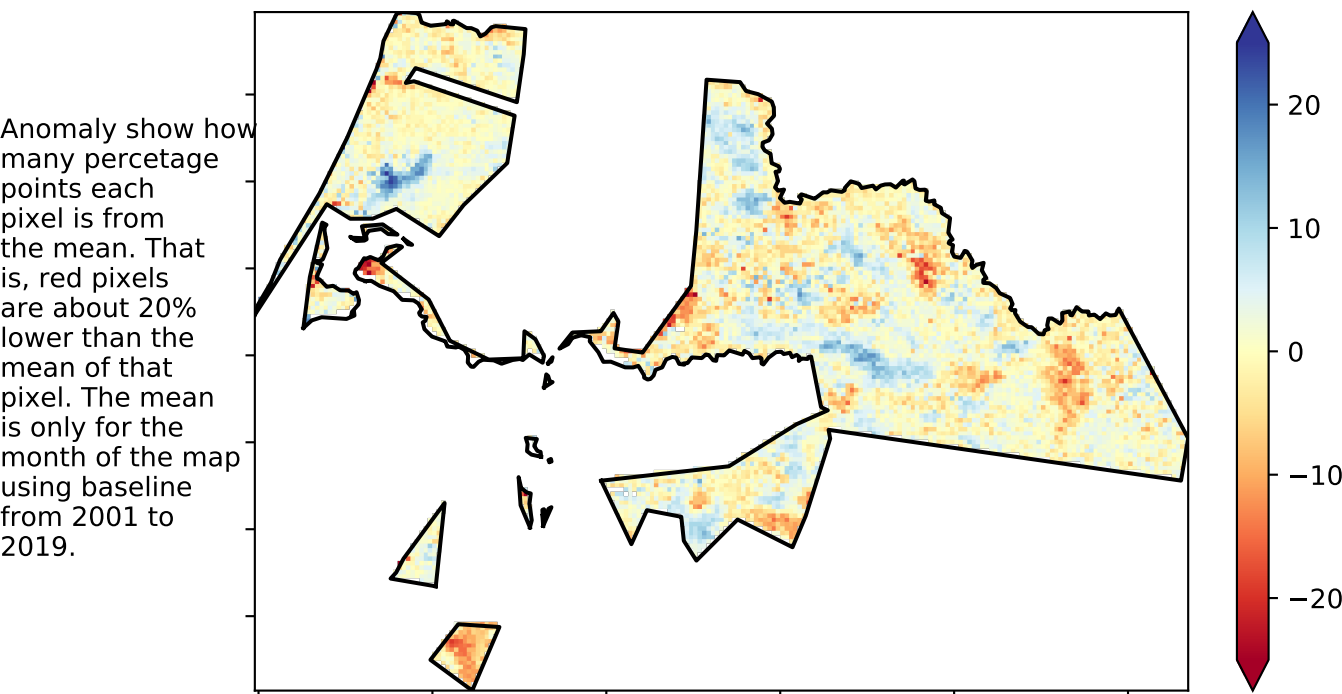 Anomaly show how
many percetage
points each
pixel is from
the mean. That
is, red pixels
are about 20%
lower than the
mean of that
pixel. The mean
is only for the
month of the map
using baseline
from 2001 to
2019.
20
10
0
−10
−20